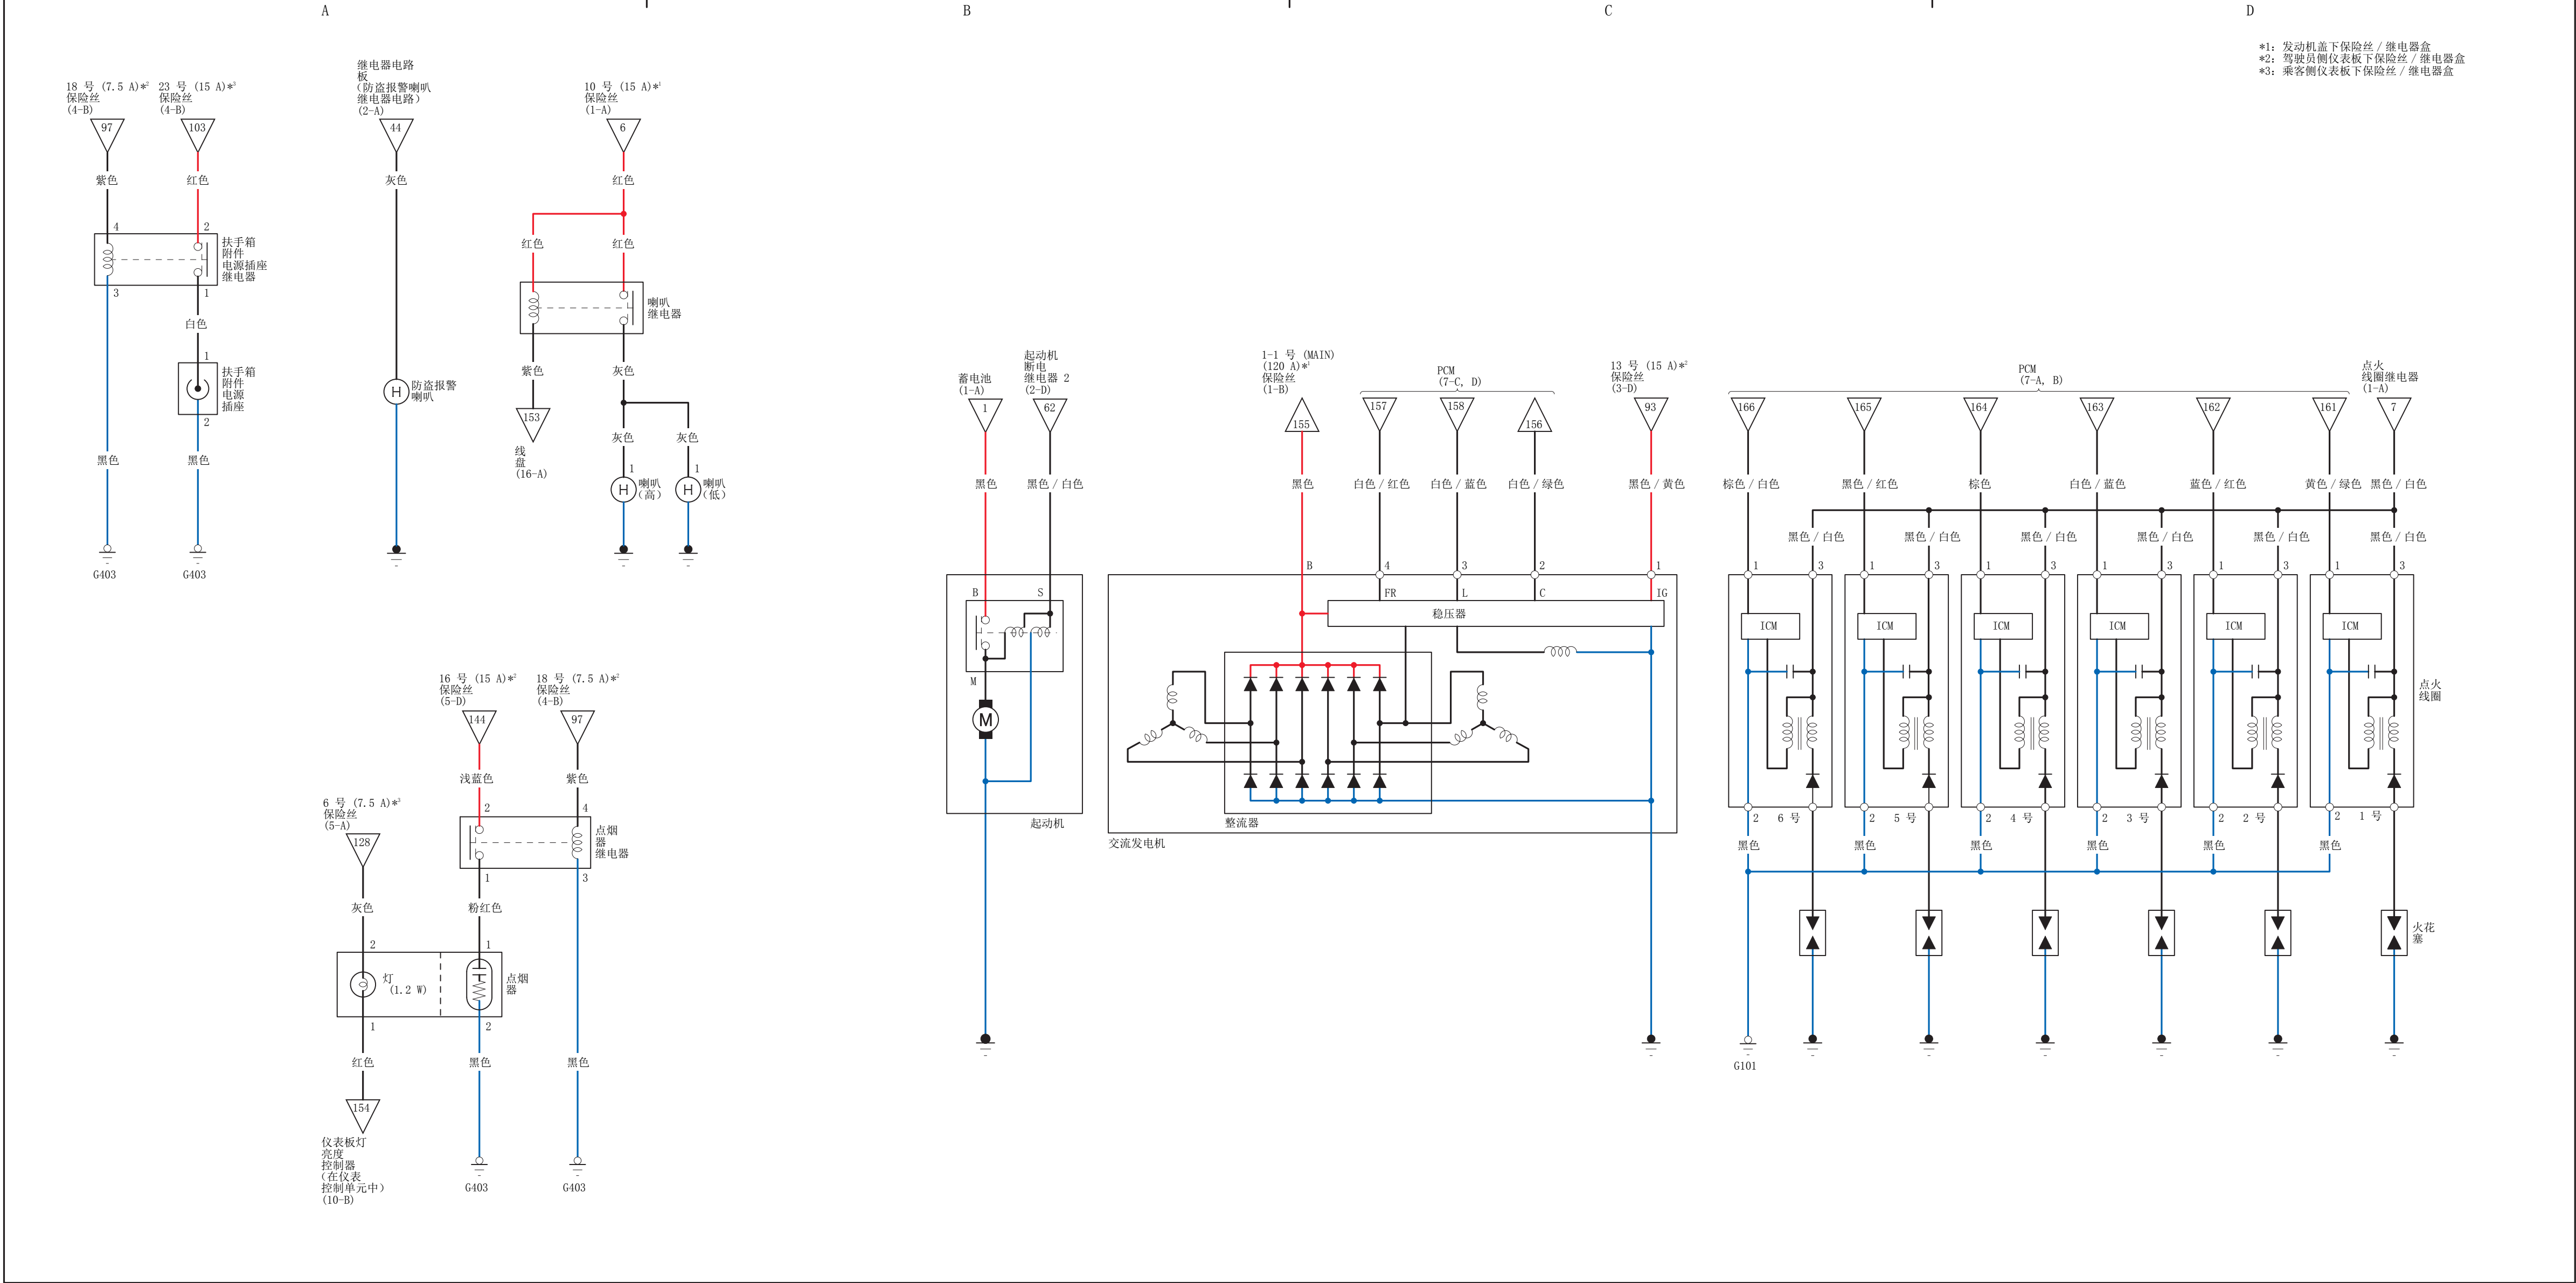 A
B
C
D
*1: 发动机盖下保险丝 / 继电器盒
*2: 驾驶员侧仪表板下保险丝 / 继电器盒
*3: 乘客侧仪表板下保险丝 / 继电器盒
18 号 (7.5 A)*2
保险丝
(4-B)
97
紫色
4
3
黑色
G403
23 号 (15 A)*3
保险丝
(4-B)
103
红色
2
扶手箱
附件
电源插座
继电器
1
白色
1
扶手箱
附件
电源
插座
2
黑色
G403
继电器电路
板
(防盗报警喇叭
继电器电路)
(2-A)
44
灰色
H
防盗报警
喇叭
10 号 (15 A)*1
保险丝
(1-A)
6
红色
红色
红色
喇叭
继电器
紫色
灰色
153
线
盘
(16-A)
灰色
灰色
1
1
H
喇叭
(高)
H
喇叭
(低)
16 号 (15 A)*2
保险丝
(5-D)
144
浅蓝色
18 号 (7.5 A)*2
保险丝
(4-B)
97
紫色
2
4
点烟
器
继电器
1
3
粉红色
6 号 (7.5 A)*3
保险丝
(5-A)
128
灰色
2
1
灯
(1.2 W)
点烟
器
1
2
红色
黑色
黑色
154
仪表板灯
亮度
控制器
(在仪表
控制单元中)
(10-B)
G403
G403
蓄电池
(1-A)
1
黑色
起动机
断电
继电器 2
(2-D)
62
黑色 / 白色
B
S
M
M
起动机
1-1 号 (MAIN)
(120 A)*1
保险丝
(1-B)
155
黑色
PCM
(7-C, D)
157
158
156
白色 / 红色
白色 / 蓝色
白色 / 绿色
13 号 (15 A)*2
保险丝
(3-D)
93
黑色 / 黄色
B
4
3
2
1
FR
L
C
IG
稳压器
整流器
交流发电机
PCM
(7-A, B)
点火
线圈继电器
(1-A)
166
165
164
163
162
161
7
棕色 / 白色
黑色 / 红色
棕色
白色 / 蓝色
蓝色 / 红色
黄色 / 绿色
黑色 / 白色
黑色 / 白色
黑色 / 白色
黑色 / 白色
黑色 / 白色
黑色 / 白色
黑色 / 白色
1
3
1
3
1
3
1
3
1
3
1
3
ICM
ICM
ICM
ICM
ICM
ICM
点火
线圈
2
6 号
2
5 号
2
4 号
2
3 号
2
2 号
2
1 号
黑色
黑色
黑色
黑色
黑色
黑色
火花
塞
G101